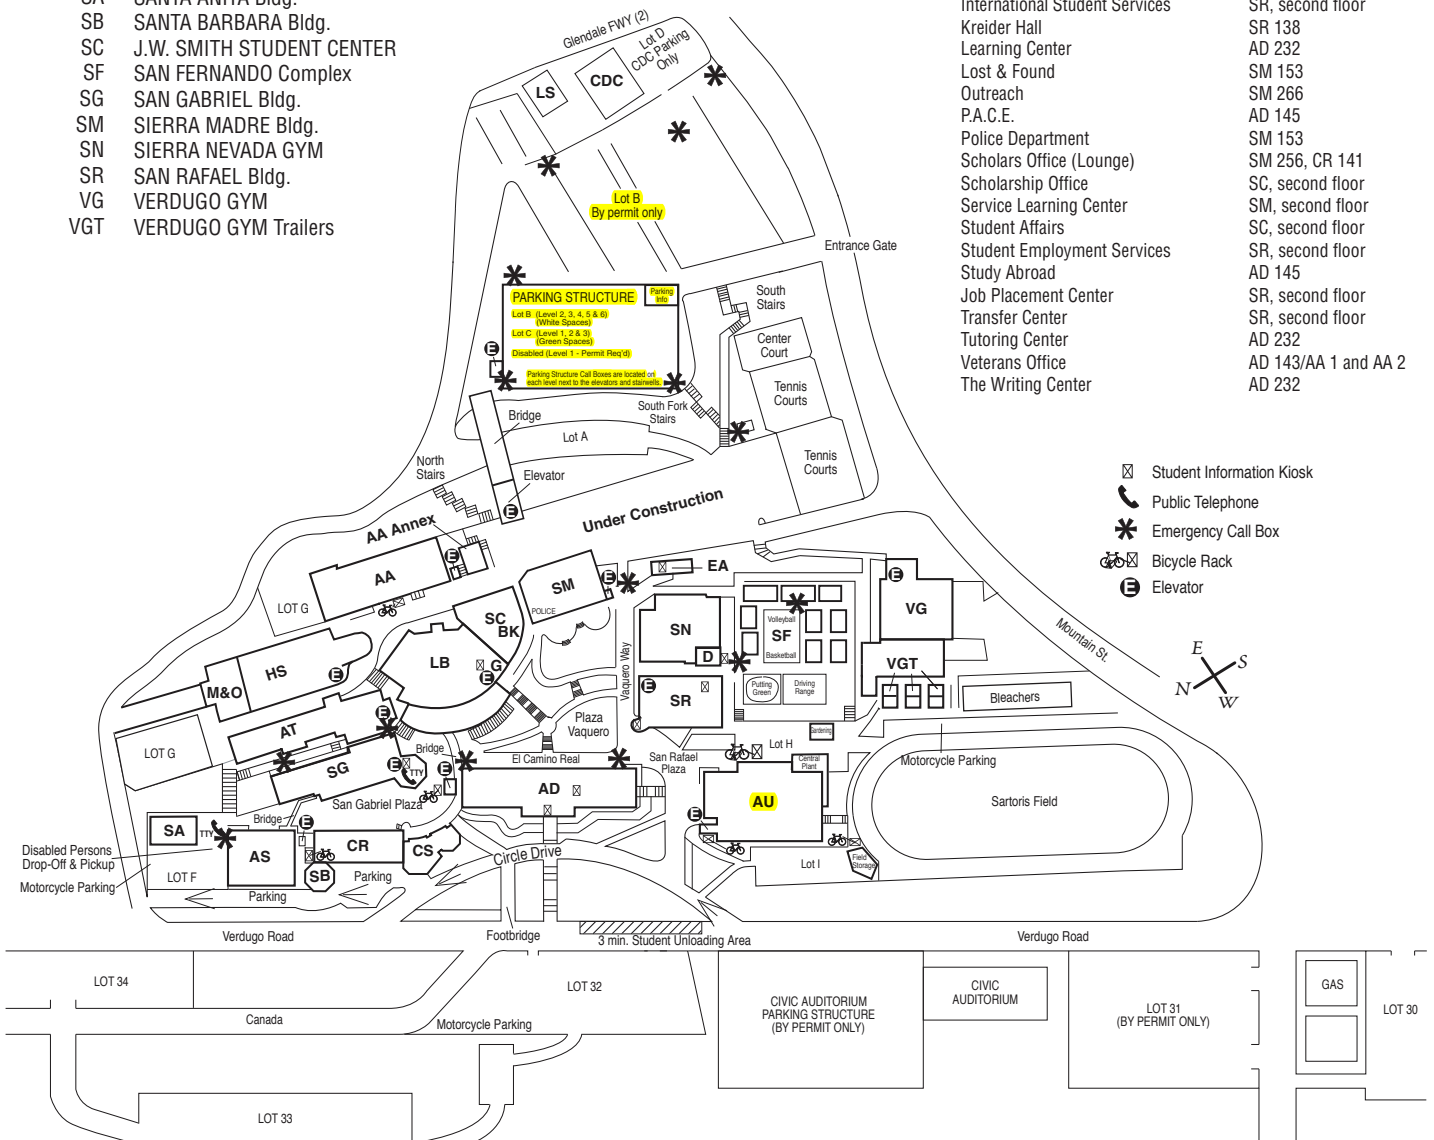 SA SANTA ANITA Bldg.
SB SANTA BARBARA Bldg.
SC J.W. SMITH STUDENT CENTER
SF SAN FERNANDO Complex
SG SAN GABRIEL Bldg.
SM SIERRA MADRE Bldg.
SN SIERRA NEVADA GYM
SR SAN RAFAEL Bldg.
VG VERDUGO GYM
VGT VERDUGO GYM Trailers
International Student Services SR, second floor
Kreider Hall SR 138
Learning Center AD 232
Lost & Found SM 153
Outreach SM 266
P.A.C.E. AD 145
Police Department SM 153
Scholars Office (Lounge) SM 256, CR 141
Scholarship Office SC, second floor
Service Learning Center SM, second floor
Student Affairs SC, second floor
Student Employment Services SR, second floor
Study Abroad AD 145
Job Placement Center SR, second floor
Transfer Center SR, second floor
Tutoring Center AD 232
Veterans Office AD 143/AA 1 and AA 2
The Writing Center AD 232
Student Information Kiosk
Public Telephone
Emergency Call Box
Bicycle Rack
E Elevator
E
S
N
W
Glendale FWY (2)
Lot D
CDC Parking
Only
LS
CDC
Lot B
By permit only
Entrance Gate
PARKING STRUCTURE
Parking
Info
Lot B (Level 2, 3, 4, 5 & 6)
(White Spaces)
Lot C (Level 1, 2 & 3)
(Green Spaces)
Disabled (Level 1 - Permit Req'd)
Parking Structure Call Boxes are located on
each level next to the elevators and stairwells.
E
South
Stairs
Center
Court
Tennis
Courts
South Fork
Stairs
Bridge
Lot A
Tennis
Courts
North
Stairs
Elevator
E
Under Construction
AA Annex
E
AA
LOT G
SM
POLICE
E
EA
E
VG
SC
BK
SN
D
Volleyball
SF
Basketball
Mountain St.
HS
E
M&O
LB
G
E
Vaquero Way
E
SR
Putting
Green
Driving
Range
VGT
Bleachers
AT
E
LOT G
Plaza
Vaquero
Gardening
SG
E
TTY
Bridge
E
El Camino Real
San Rafael
Plaza
Lot H
Central
Plant
Motorcycle Parking
San Gabriel Plaza
AD
AU
E
Sartoris Field
SA
TTY
Bridge
E
Disabled Persons
Drop-Off & Pickup
Motorcycle Parking
AS
CR
CS
SB
LOT F
Parking
Parking
Circle Drive
Lot I
Field
Storage
Verdugo Road
Footbridge
3 min. Student Unloading Area
Verdugo Road
LOT 34
LOT 32
CIVIC AUDITORIUM
PARKING STRUCTURE
(BY PERMIT ONLY)
CIVIC
AUDITORIUM
LOT 31
(BY PERMIT ONLY)
GAS
LOT 30
Canada
Motorcycle Parking
LOT 33